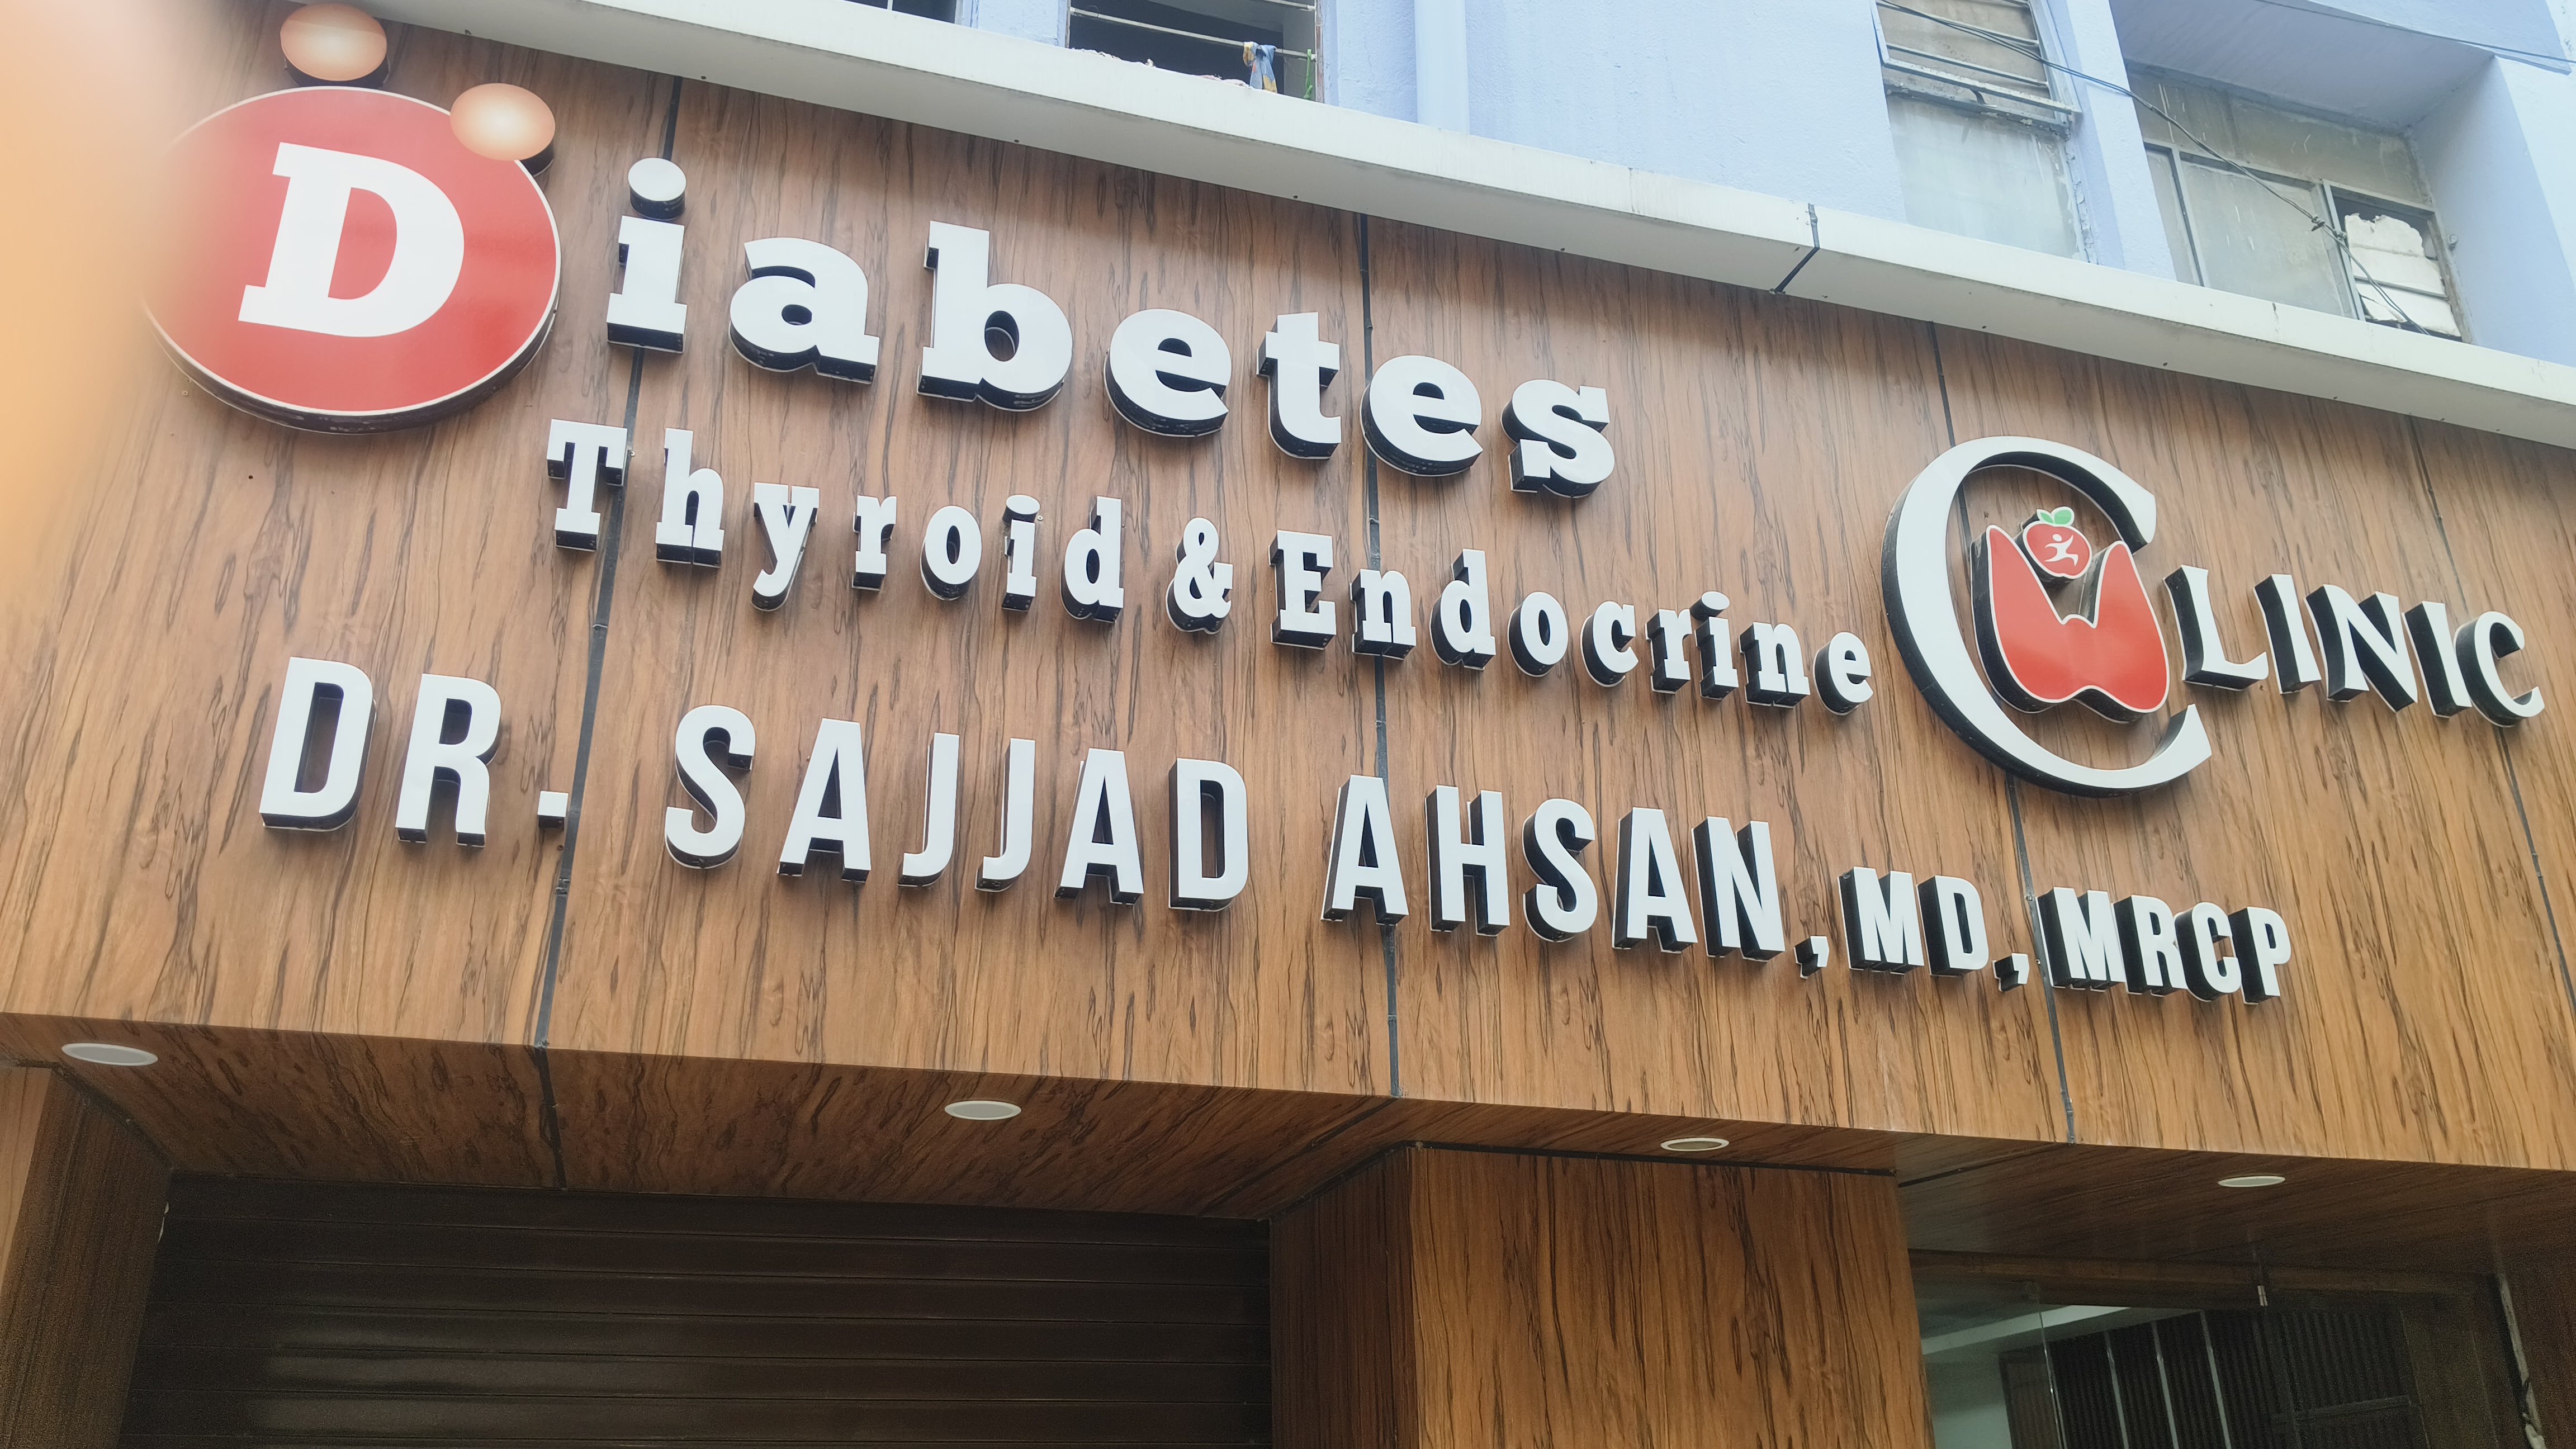 Diabetes
Thyroid & Endocrine CLINIC
DR. SAJJAD AHSAN, MD, MRCP